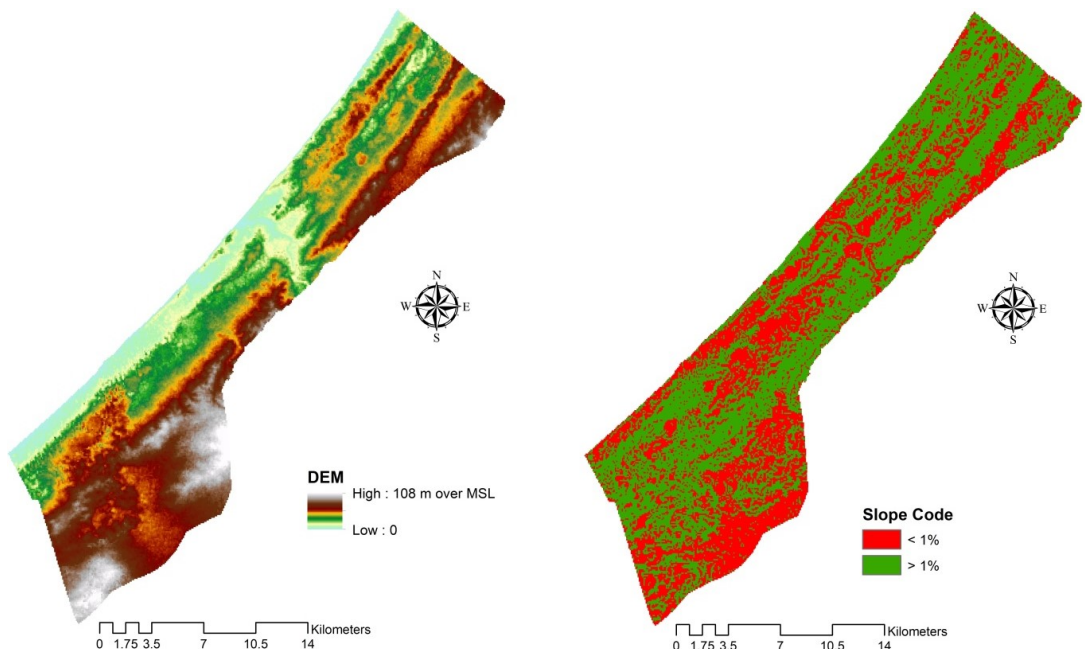 N
W E
S
DEM
High : 108 m over MSL
Low : 0
Kilometers
0 1.75 3.5 7 10.5 14
N
W E
S
Slope Code
< 1%
> 1%
Kilometers
0 1.75 3.5 7 10.5 14